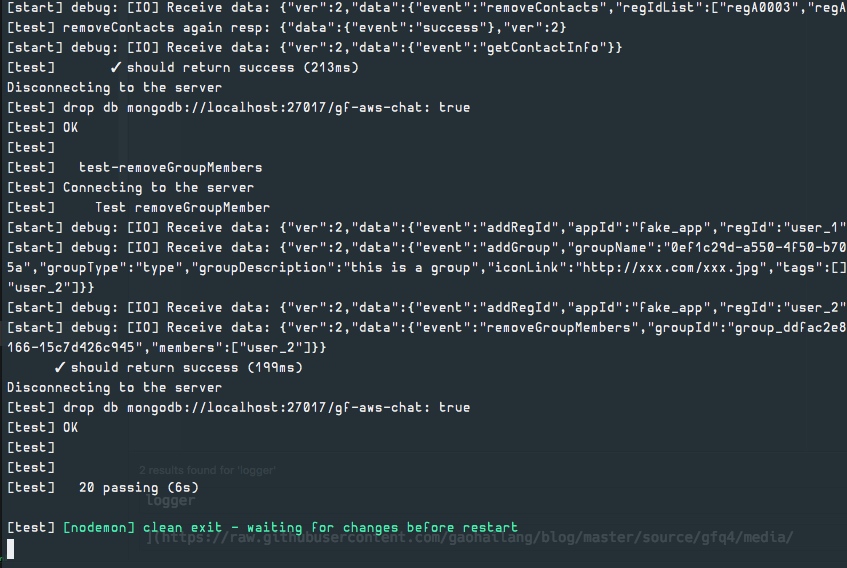 [start] debug: [IO] Receive data: {"ver":2,"data":{"event":"removeContacts","regIdList":["regA0003","regA
[test] removeContacts again resp: {"data":{"event":"success"},"ver":2}
[start] debug: [IO] Receive data: {"ver":2,"data":{"event":"getContactInfo"}}
[test]       ✓ should return success (213ms)
Disconnecting to the server
[test] drop db mongodb://localhost:27017/gf-aws-chat: true
[test] OK
[test]
[test]   test-removeGroupMembers
[test] Connecting to the server
[test]     Test removeGroupMember
[start] debug: [IO] Receive data: {"ver":2,"data":{"event":"addRegId","appId":"fake_app","regId":"user_1"
[start] debug: [IO] Receive data: {"ver":2,"data":{"event":"addGroup","groupName":"0ef1c29d-a550-4f50-b70
5a","groupType":"type","groupDescription":"this is a group","iconLink":"http://xxx.com/xxx.jpg","tags":[]
"user_2"]}}
[start] debug: [IO] Receive data: {"ver":2,"data":{"event":"addRegId","appId":"fake_app","regId":"user_2"
[start] debug: [IO] Receive data: {"ver":2,"data":{"event":"removeGroupMembers","groupId":"group_ddfac2e8
166-15c7d426c945","members":["user_2"]}}
✓ should return success (199ms)
Disconnecting to the server
[test] drop db mongodb://localhost:27017/gf-aws-chat: true
[test] OK
[test]
[test]
2 results found for 'logger'
[test]   20 passing (6s)
logger
[test] [nodemon] clean exit - waiting for changes before restart
](https://raw.githubusercontent.com/gaohailang/blog/master/source/gfq4/media/